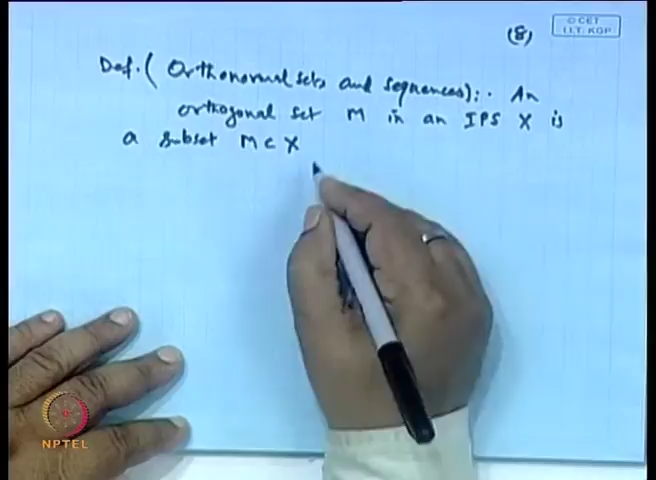 (8)
© CET
I.I.T. KGP
Def. ( Orthonormal sets and sequences): . An
orthogonal set M in an IPS X is
a subset M ⊂ X
NPTEL